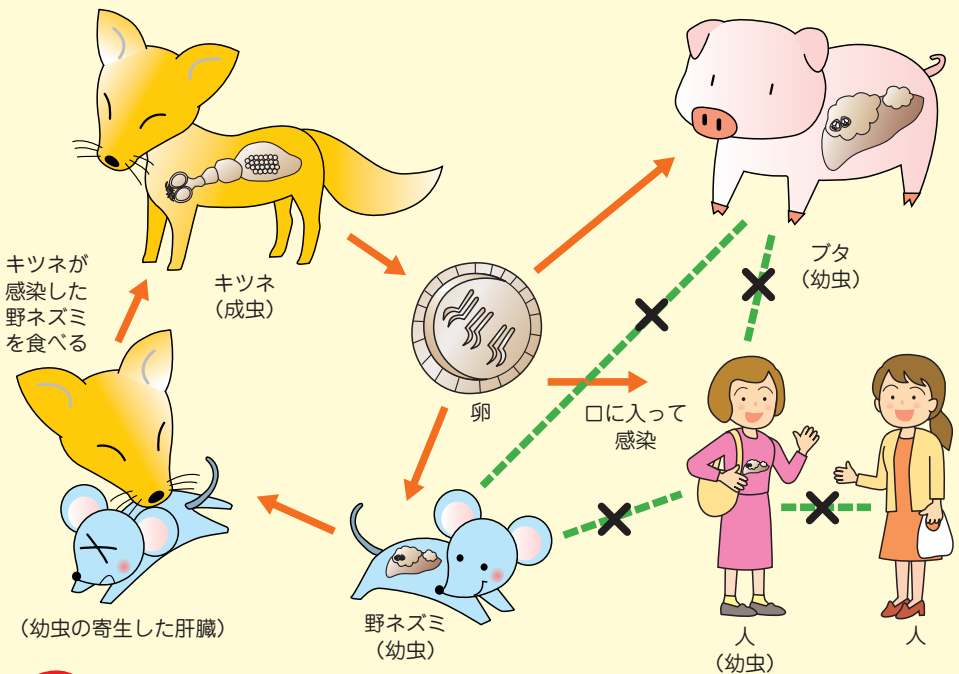 キツネが
感染した
野ネズミ
を食べる
キツネ
（成虫）
ブタ
（幼虫）
卵
口に入って
感染
（幼虫の寄生した肝臓）
野ネズミ
（幼虫）
人
（幼虫）
人